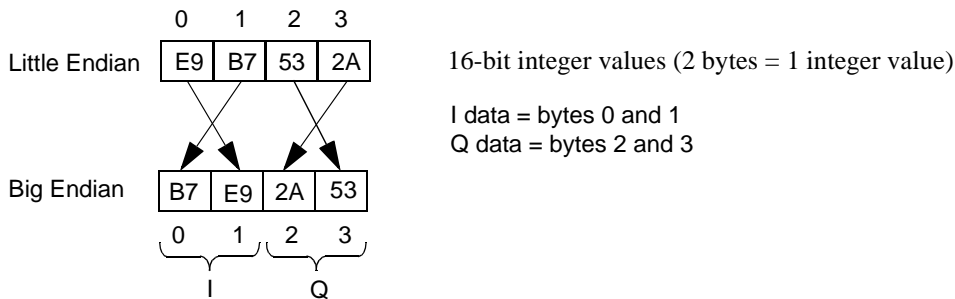 0 1 2 3
Little Endian E9 B7 53 2A
16-bit integer values (2 bytes = 1 integer value)
I data = bytes 0 and 1
Q data = bytes 2 and 3
Big Endian B7 E9 2A 53
0 1 2 3
I Q